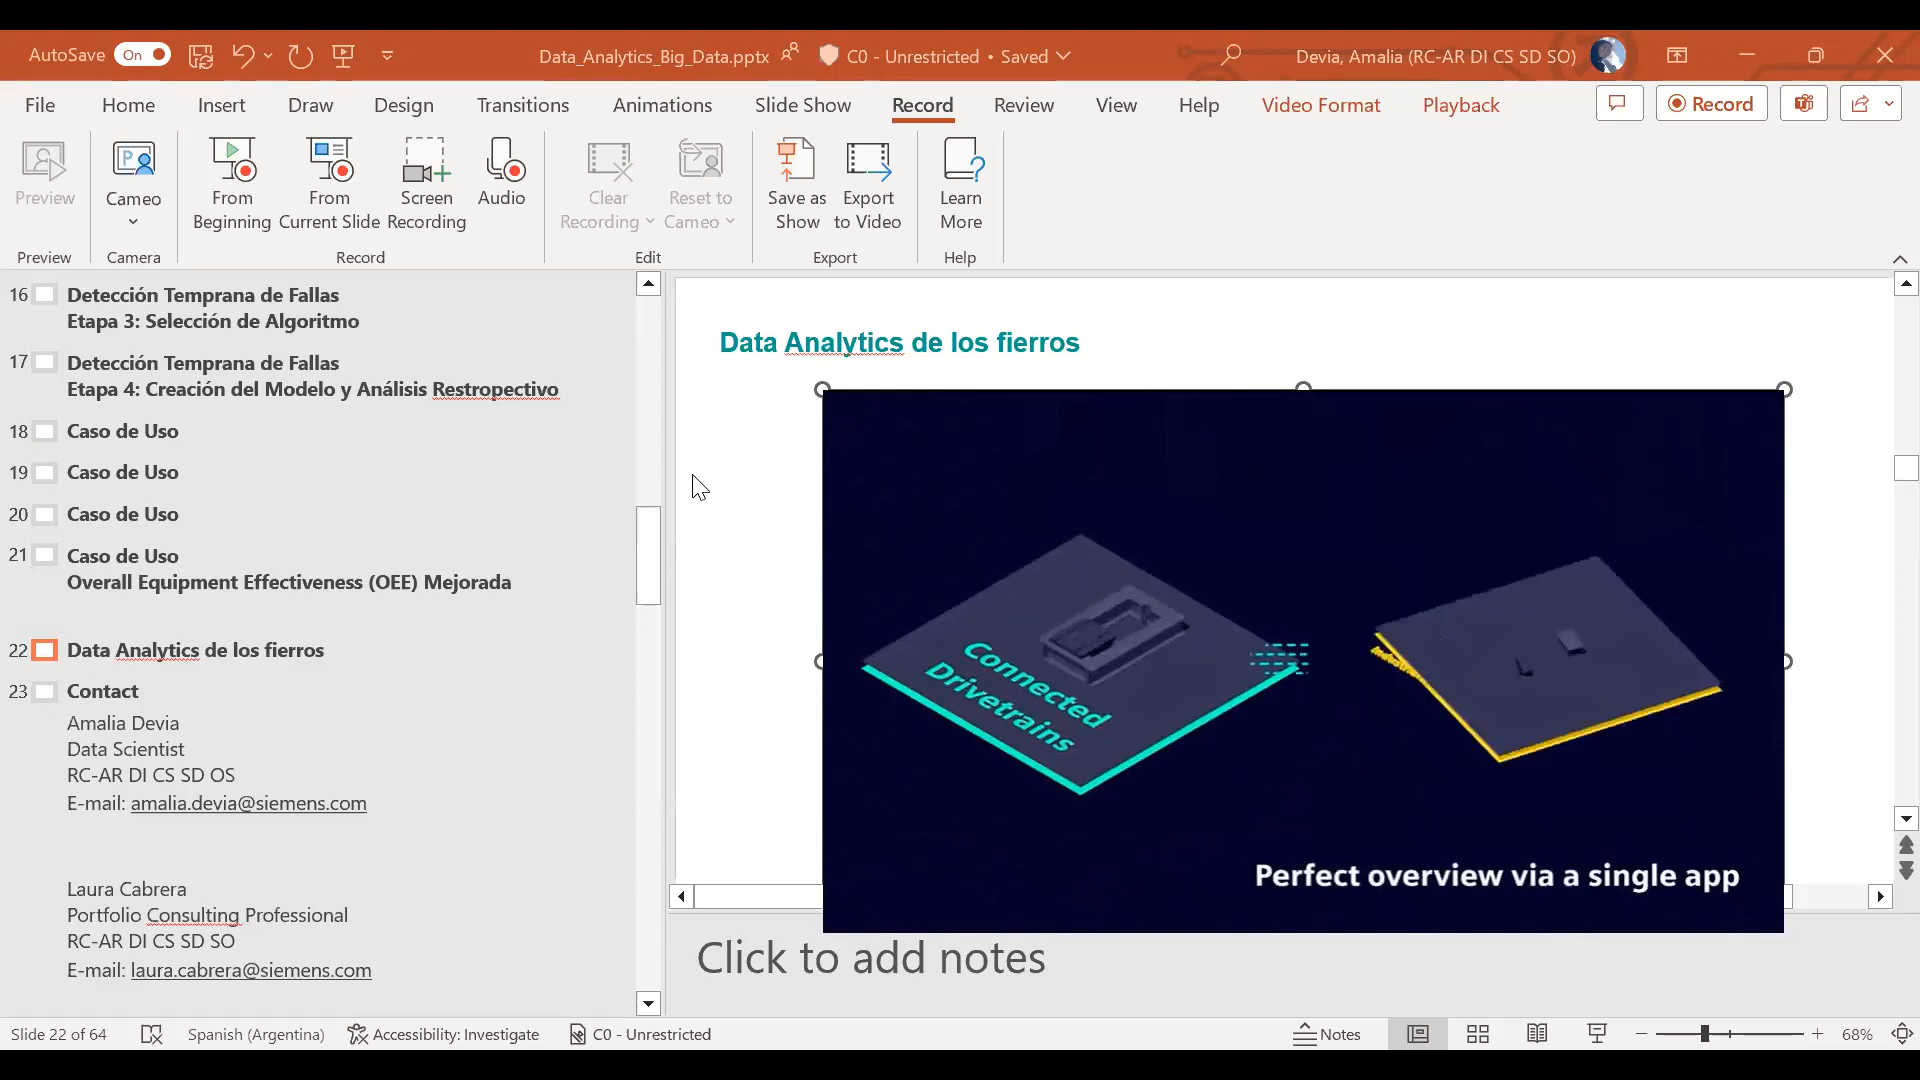 AutoSave On Data_Analytics_Big_Data.pptx C0 - Unrestricted • Saved Devia, Amalia (RC-AR DI CS SD SO)
File Home Insert Draw Design Transitions Animations Slide Show Record Review View Help Video Format Playback Record
Preview
Cameo
From Beginning
From Current Slide
Screen Recording
Audio
Clear Recording
Reset to Cameo
Save as Show
Export to Video
Learn More
Preview Camera Record Edit Export Help
16 Detección Temprana de Fallas
Etapa 3: Selección de Algoritmo
17 Detección Temprana de Fallas
Etapa 4: Creación del Modelo y Análisis Restropectivo
18 Caso de Uso
19 Caso de Uso
20 Caso de Uso
21 Caso de Uso
Overall Equipment Effectiveness (OEE) Mejorada
22 Data Analytics de los fierros
23 Contact
Amalia Devia
Data Scientist
RC-AR DI CS SD OS
E-mail: amalia.devia@siemens.com
Laura Cabrera
Portfolio Consulting Professional
RC-AR DI CS SD SO
E-mail: laura.cabrera@siemens.com
Data Analytics de los fierros
Connected
Drivetrains
Perfect overview via a single app
Click to add notes
Slide 22 of 64 Spanish (Argentina) Accessibility: Investigate C0 - Unrestricted Notes 68%